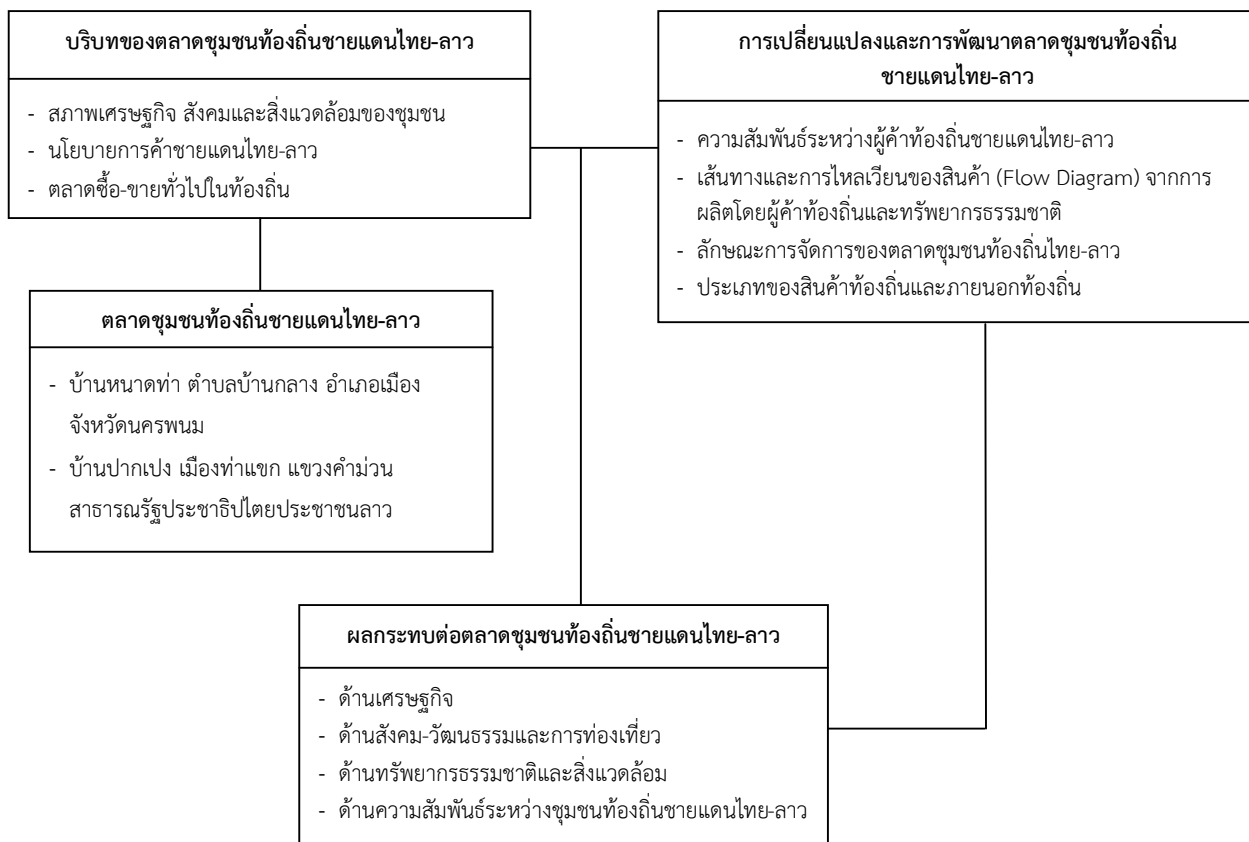 บริบทของตลาดชุมชนท้องถิ่นชายแดนไทย-ลาว
- สภาพเศรษฐกิจ สังคมและสิ่งแวดล้อมของชุมชน
- นโยบายการค้าชายแดนไทย-ลาว
- ตลาดซื้อ-ขายทั่วไปในท้องถิ่น
การเปลี่ยนแปลงและการพัฒนาตลาดชุมชนท้องถิ่น
ชายแดนไทย-ลาว
- ความสัมพันธ์ระหว่างผู้ค้าท้องถิ่นชายแดนไทย-ลาว
- เส้นทางและการไหลเวียนของสินค้า (Flow Diagram) จากการ
ผลิตโดยผู้ค้าท้องถิ่นและทรัพยากรธรรมชาติ
- ลักษณะการจัดการของตลาดชุมชนท้องถิ่นไทย-ลาว
- ประเภทของสินค้าท้องถิ่นและภายนอกท้องถิ่น
ตลาดชุมชนท้องถิ่นชายแดนไทย-ลาว
- บ้านหนาดท่า ตำบลบ้านกลาง อำเภอเมือง
จังหวัดนครพนม
- บ้านปากเปง เมืองท่าแขก แขวงคำม่วน
สาธารณรัฐประชาธิปไตยประชาชนลาว
ผลกระทบต่อตลาดชุมชนท้องถิ่นชายแดนไทย-ลาว
- ด้านเศรษฐกิจ
- ด้านสังคม-วัฒนธรรมและการท่องเที่ยว
- ด้านทรัพยากรธรรมชาติและสิ่งแวดล้อม
- ด้านความสัมพันธ์ระหว่างชุมชนท้องถิ่นชายแดนไทย-ลาว